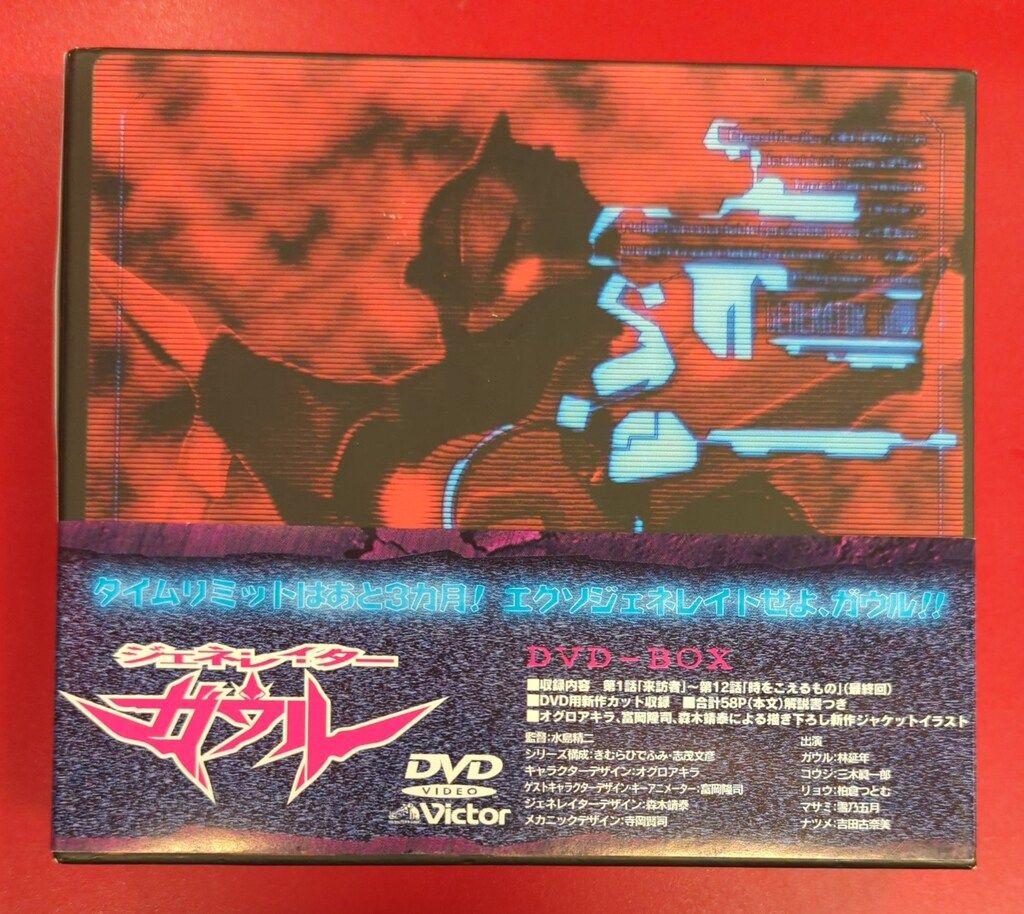 タイムリミットはあと3カ月! エクソジェネレイトせよ、ガウル!!
ジェネレイター
ガウル
DVD
VIDEO
Victor
DVD-BOX
■収録内容 第1話「来訪者」~第12話「時をこえるもの」(最終回)
■DVD用新作カット収録 ■合計58P(本文)解説書つき
■オグロアキラ、富岡隆司、森木靖泰による描き下ろし新作ジャケットイラスト
監督:水島精二
シリーズ構成:きむらひでふみ・志茂文彦
キャラクターデザイン:オグロアキラ
ゲストキャラクターデザイン・キーアニメーター:富岡隆司
ジェネレイターデザイン:森木靖泰
メカニックデザイン:寺岡賢司
出演
ガウル:林延年
コウジ:三木眞一郎
リョウ:柏倉つとむ
マサミ:雪乃五月
ナツメ:吉田古奈美